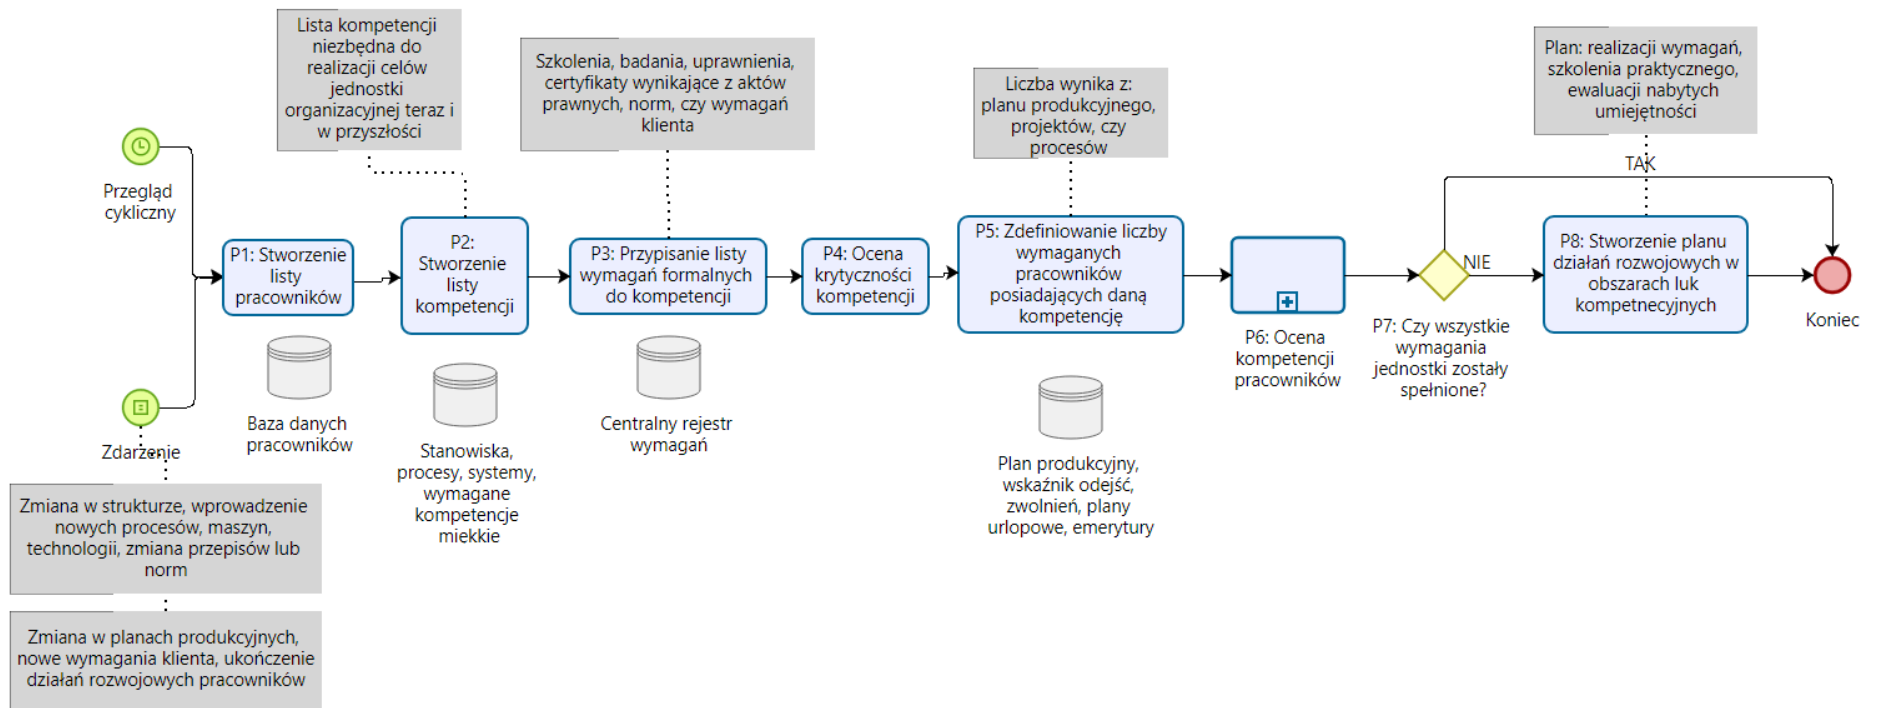 Lista kompetencji
niezbędna do
realizacji celów
jednostki
organizacyjnej teraz i
w przyszłości
Szkolenia, badania, uprawnienia,
certyfikaty wynikające z aktów
prawnych, norm, czy wymagań
klienta
Liczba wynika z:
planu produkcyjnego,
projektów, czy
procesów
Plan: realizacji wymagań,
szkolenia praktycznego,
ewaluacji nabytych
umiejętności
TAK
Przegląd
cykliczny
P1: Stworzenie
listy
pracowników
P2:
Stworzenie
listy
kompetencji
P3: Przypisanie listy
wymagań formalnych
do kompetencji
P4: Ocena
krytyczności
kompetencji
P5: Zdefiniowanie liczby
wymaganych
pracowników
posiadających daną
kompetencję
P6: Ocena
kompetencji
pracowników
NIE
P7: Czy wszystkie
wymagania
jednostki zostały
spełnione?
P8: Stworzenie planu
działań rozwojowych w
obszarach luk
kompetnecyjnych
Koniec
Zdarzenie
Baza danych
pracowników
Stanowiska,
procesy, systemy,
wymagane
kompetencje
miękkie
Centralny rejestr
wymagań
Plan produkcyjny,
wskaźnik odejść,
zwolnień, plany
urlopowe, emerytury
Zmiana w strukturze, wprowadzenie
nowych procesów, maszyn,
technologii, zmiana przepisów lub
norm
Zmiana w planach produkcyjnych,
nowe wymagania klienta, ukończenie
działań rozwojowych pracowników